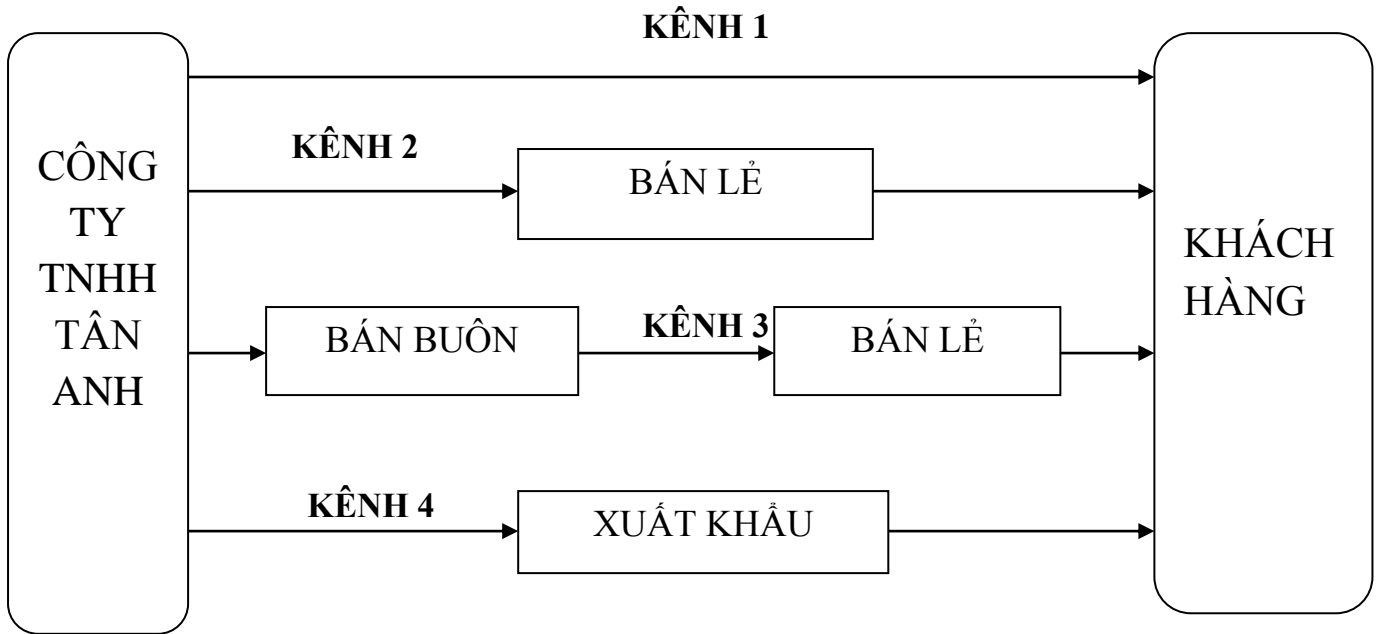 KÊNH 1
CÔNG
TY
TNHH
TÂN
ANH
KÊNH 2
BÁN LẺ
KHÁCH
HÀNG
BÁN BUÔN
KÊNH 3
BÁN LẺ
KÊNH 4
XUẤT KHẨU